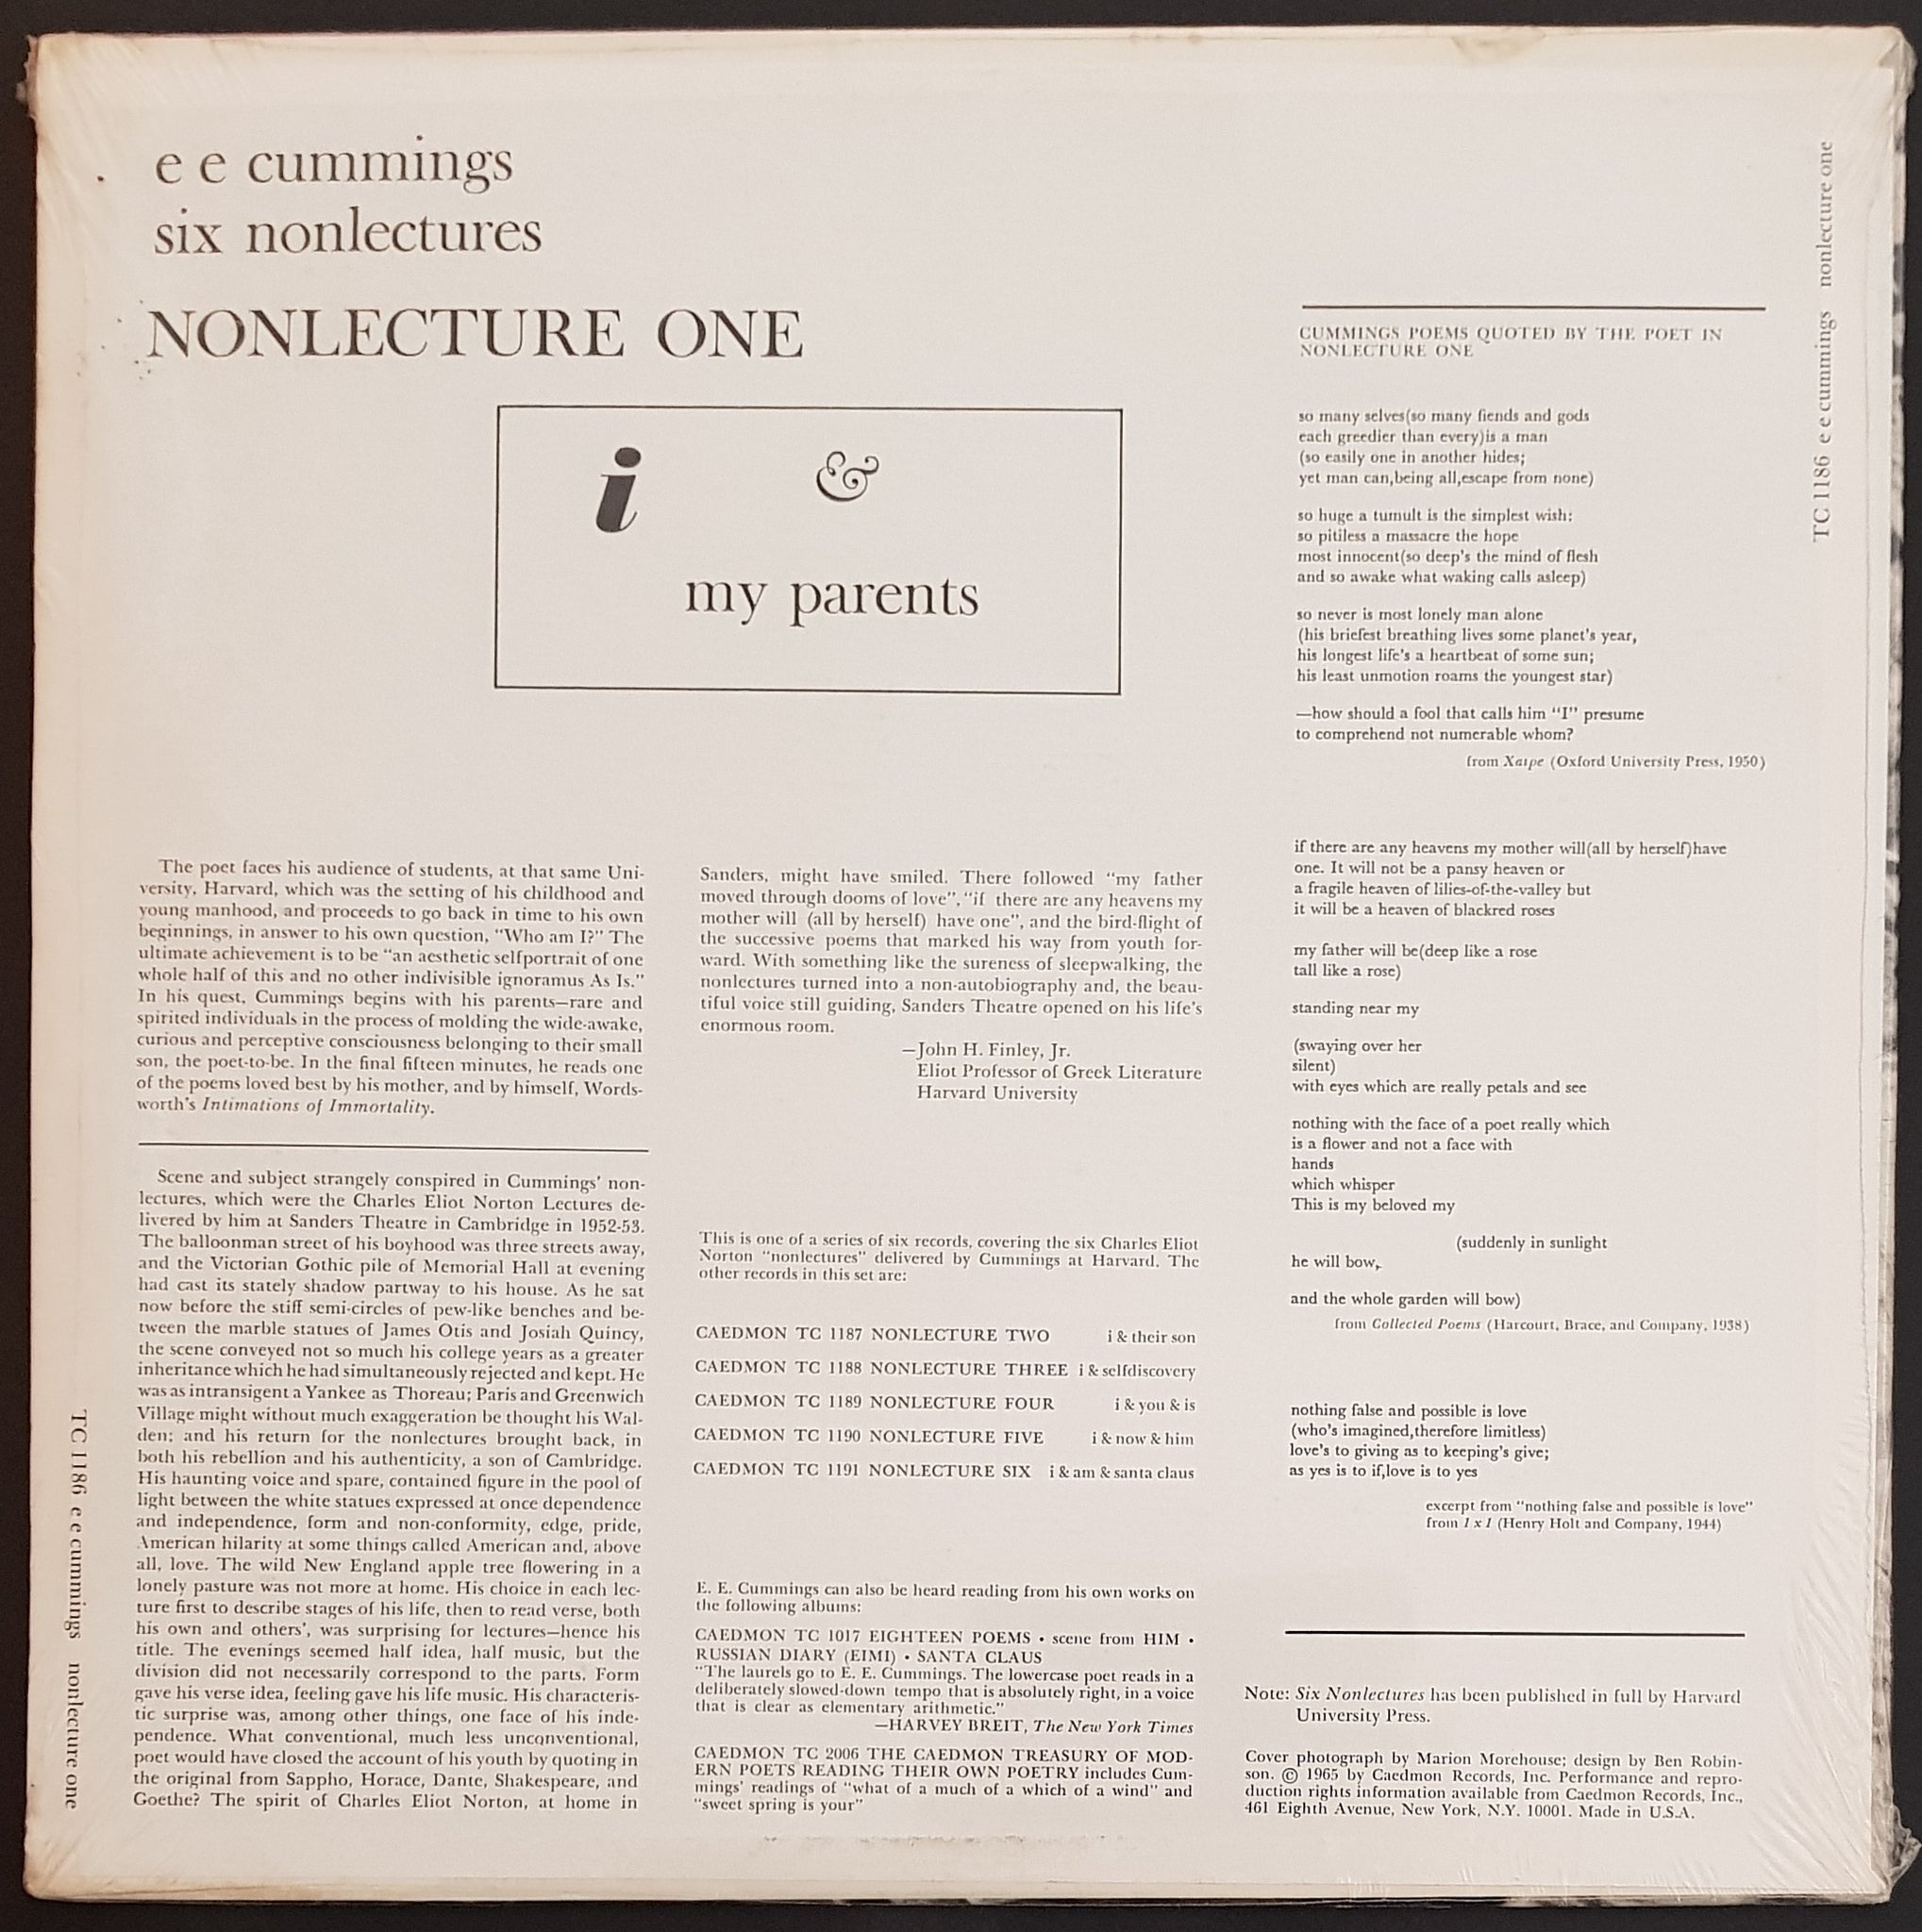 e e cummings
six nonlectures
NONLECTURE ONE
i &
my parents
The poet faces his audience of students, at that same Uni-
versity, Harvard, which was the setting of his childhood and
young manhood, and proceeds to go back in time to his own
beginnings, in answer to his own question, "Who am I?" The
ultimate achievement is to be "an aesthetic selfportrait of one
whole half of this and no other indivisible ignoramus As Is."
In his quest, Cummings begins with his parents—rare and
spirited individuals in the process of molding the wide-awake,
curious and perceptive consciousness belonging to their small
son, the poet-to-be. In the final fifteen minutes, he reads one
of the poems loved best by his mother, and by himself, Words-
worth's Intimations of Immortality.
Scene and subject strangely conspired in Cummings' non-
lectures, which were the Charles Eliot Norton Lectures de-
livered by him at Sanders Theatre in Cambridge in 1952-53.
The balloonman street of his boyhood was three streets away,
and the Victorian Gothic pile of Memorial Hall at evening
had cast its stately shadow partway to his house. As he sat
now before the stiff semi-circles of pew-like benches and be-
tween the marble statues of James Otis and Josiah Quincy,
the scene conveyed not so much his college years as a greater
inheritance which he had simultaneously rejected and kept. He
was as intransigent a Yankee as Thoreau; Paris and Greenwich
Village might without much exaggeration be thought his Wal-
den; and his return for the nonlectures brought back, in
both his rebellion and his authenticity, a son of Cambridge.
His haunting voice and spare, contained figure in the pool of
light between the white statues expressed at once dependence
and independence, form and non-conformity, edge, pride,
American hilarity at some things called American and, above
all, love. The wild New England apple tree flowering in a
lonely pasture was not more at home. His choice in each lec-
ture first to describe stages of his life, then to read verse, both
his own and others', was surprising for lectures—hence his
title. The evenings seemed half idea, half music, but the
division did not necessarily correspond to the parts. Form
gave his verse idea, feeling gave his life music. His characteris-
tic surprise was, among other things, one face of his inde-
pendence. What conventional, much less unconventional,
poet would have closed the account of his youth by quoting in
the original from Sappho, Horace, Dante, Shakespeare, and
Goethe? The spirit of Charles Eliot Norton, at home in
Sanders, might have smiled. There followed "my father
moved through dooms of love", "if there are any heavens my
mother will (all by herself) have one", and the bird-flight of
the successive poems that marked his way from youth for-
ward. With something like the sureness of sleepwalking, the
nonlectures turned into a non-autobiography and, the beau-
tiful voice still guiding, Sanders Theatre opened on his life's
enormous room.
—John H. Finley, Jr.
Eliot Professor of Greek Literature
Harvard University
This is one of a series of six records, covering the six Charles Eliot
Norton "nonlectures" delivered by Cummings at Harvard. The
other records in this set are:
CAEDMON TC 1187 NONLECTURE TWO i & their son
CAEDMON TC 1188 NONLECTURE THREE i & selfdiscovery
CAEDMON TC 1189 NONLECTURE FOUR i & you & is
CAEDMON TC 1190 NONLECTURE FIVE i & now & him
CAEDMON TC 1191 NONLECTURE SIX i & am & santa claus
E. E. Cummings can also be heard reading from his own works on
the following albums:
CAEDMON TC 1017 EIGHTEEN POEMS • scene from HIM •
RUSSIAN DIARY (EIMI) • SANTA CLAUS
"The laurels go to E. E. Cummings. The lowercase poet reads in a
deliberately slowed-down tempo that is absolutely right, in a voice
that is clear as elementary arithmetic."
—HARVEY BREIT, The New York Times
CAEDMON TC 2006 THE CAEDMON TREASURY OF MOD-
ERN POETS READING THEIR OWN POETRY includes Cum-
mings' readings of "what of a much of a which of a wind" and
"sweet spring is your"
CUMMINGS POEMS QUOTED BY THE POET IN
NONLECTURE ONE
so many selves(so many fiends and gods
each greedier than every)is a man
(so easily one in another hides;
yet man can,being all,escape from none)
so huge a tumult is the simplest wish:
so pitiless a massacre the hope
most innocent(so deep's the mind of flesh
and so awake what waking calls asleep)
so never is most lonely man alone
(his briefest breathing lives some planet's year,
his longest life's a heartbeat of some sun;
his least unmotion roams the youngest star)
—how should a fool that calls him "I" presume
to comprehend not numerable whom?
from Xaıpe (Oxford University Press, 1950)
if there are any heavens my mother will(all by herself)have
one. It will not be a pansy heaven or
a fragile heaven of lilies-of-the-valley but
it will be a heaven of blackred roses
my father will be(deep like a rose
tall like a rose)
standing near my
(swaying over her
silent)
with eyes which are really petals and see
nothing with the face of a poet really which
is a flower and not a face with
hands
which whisper
This is my beloved my
(suddenly in sunlight
he will bow,
and the whole garden will bow)
from Collected Poems (Harcourt, Brace, and Company, 1938)
nothing false and possible is love
(who's imagined,therefore limitless)
love's to giving as to keeping's give;
as yes is to if,love is to yes
excerpt from "nothing false and possible is love"
from 1 x 1 (Henry Holt and Company, 1944)
Note: Six Nonlectures has been published in full by Harvard
University Press.
Cover photograph by Marion Morehouse; design by Ben Robin-
son. © 1965 by Caedmon Records, Inc. Performance and repro-
duction rights information available from Caedmon Records, Inc.,
461 Eighth Avenue, New York, N.Y. 10001. Made in U.S.A.
TC 1186 e e cummings nonlecture one
TC 1186 e e cummings nonlecture one